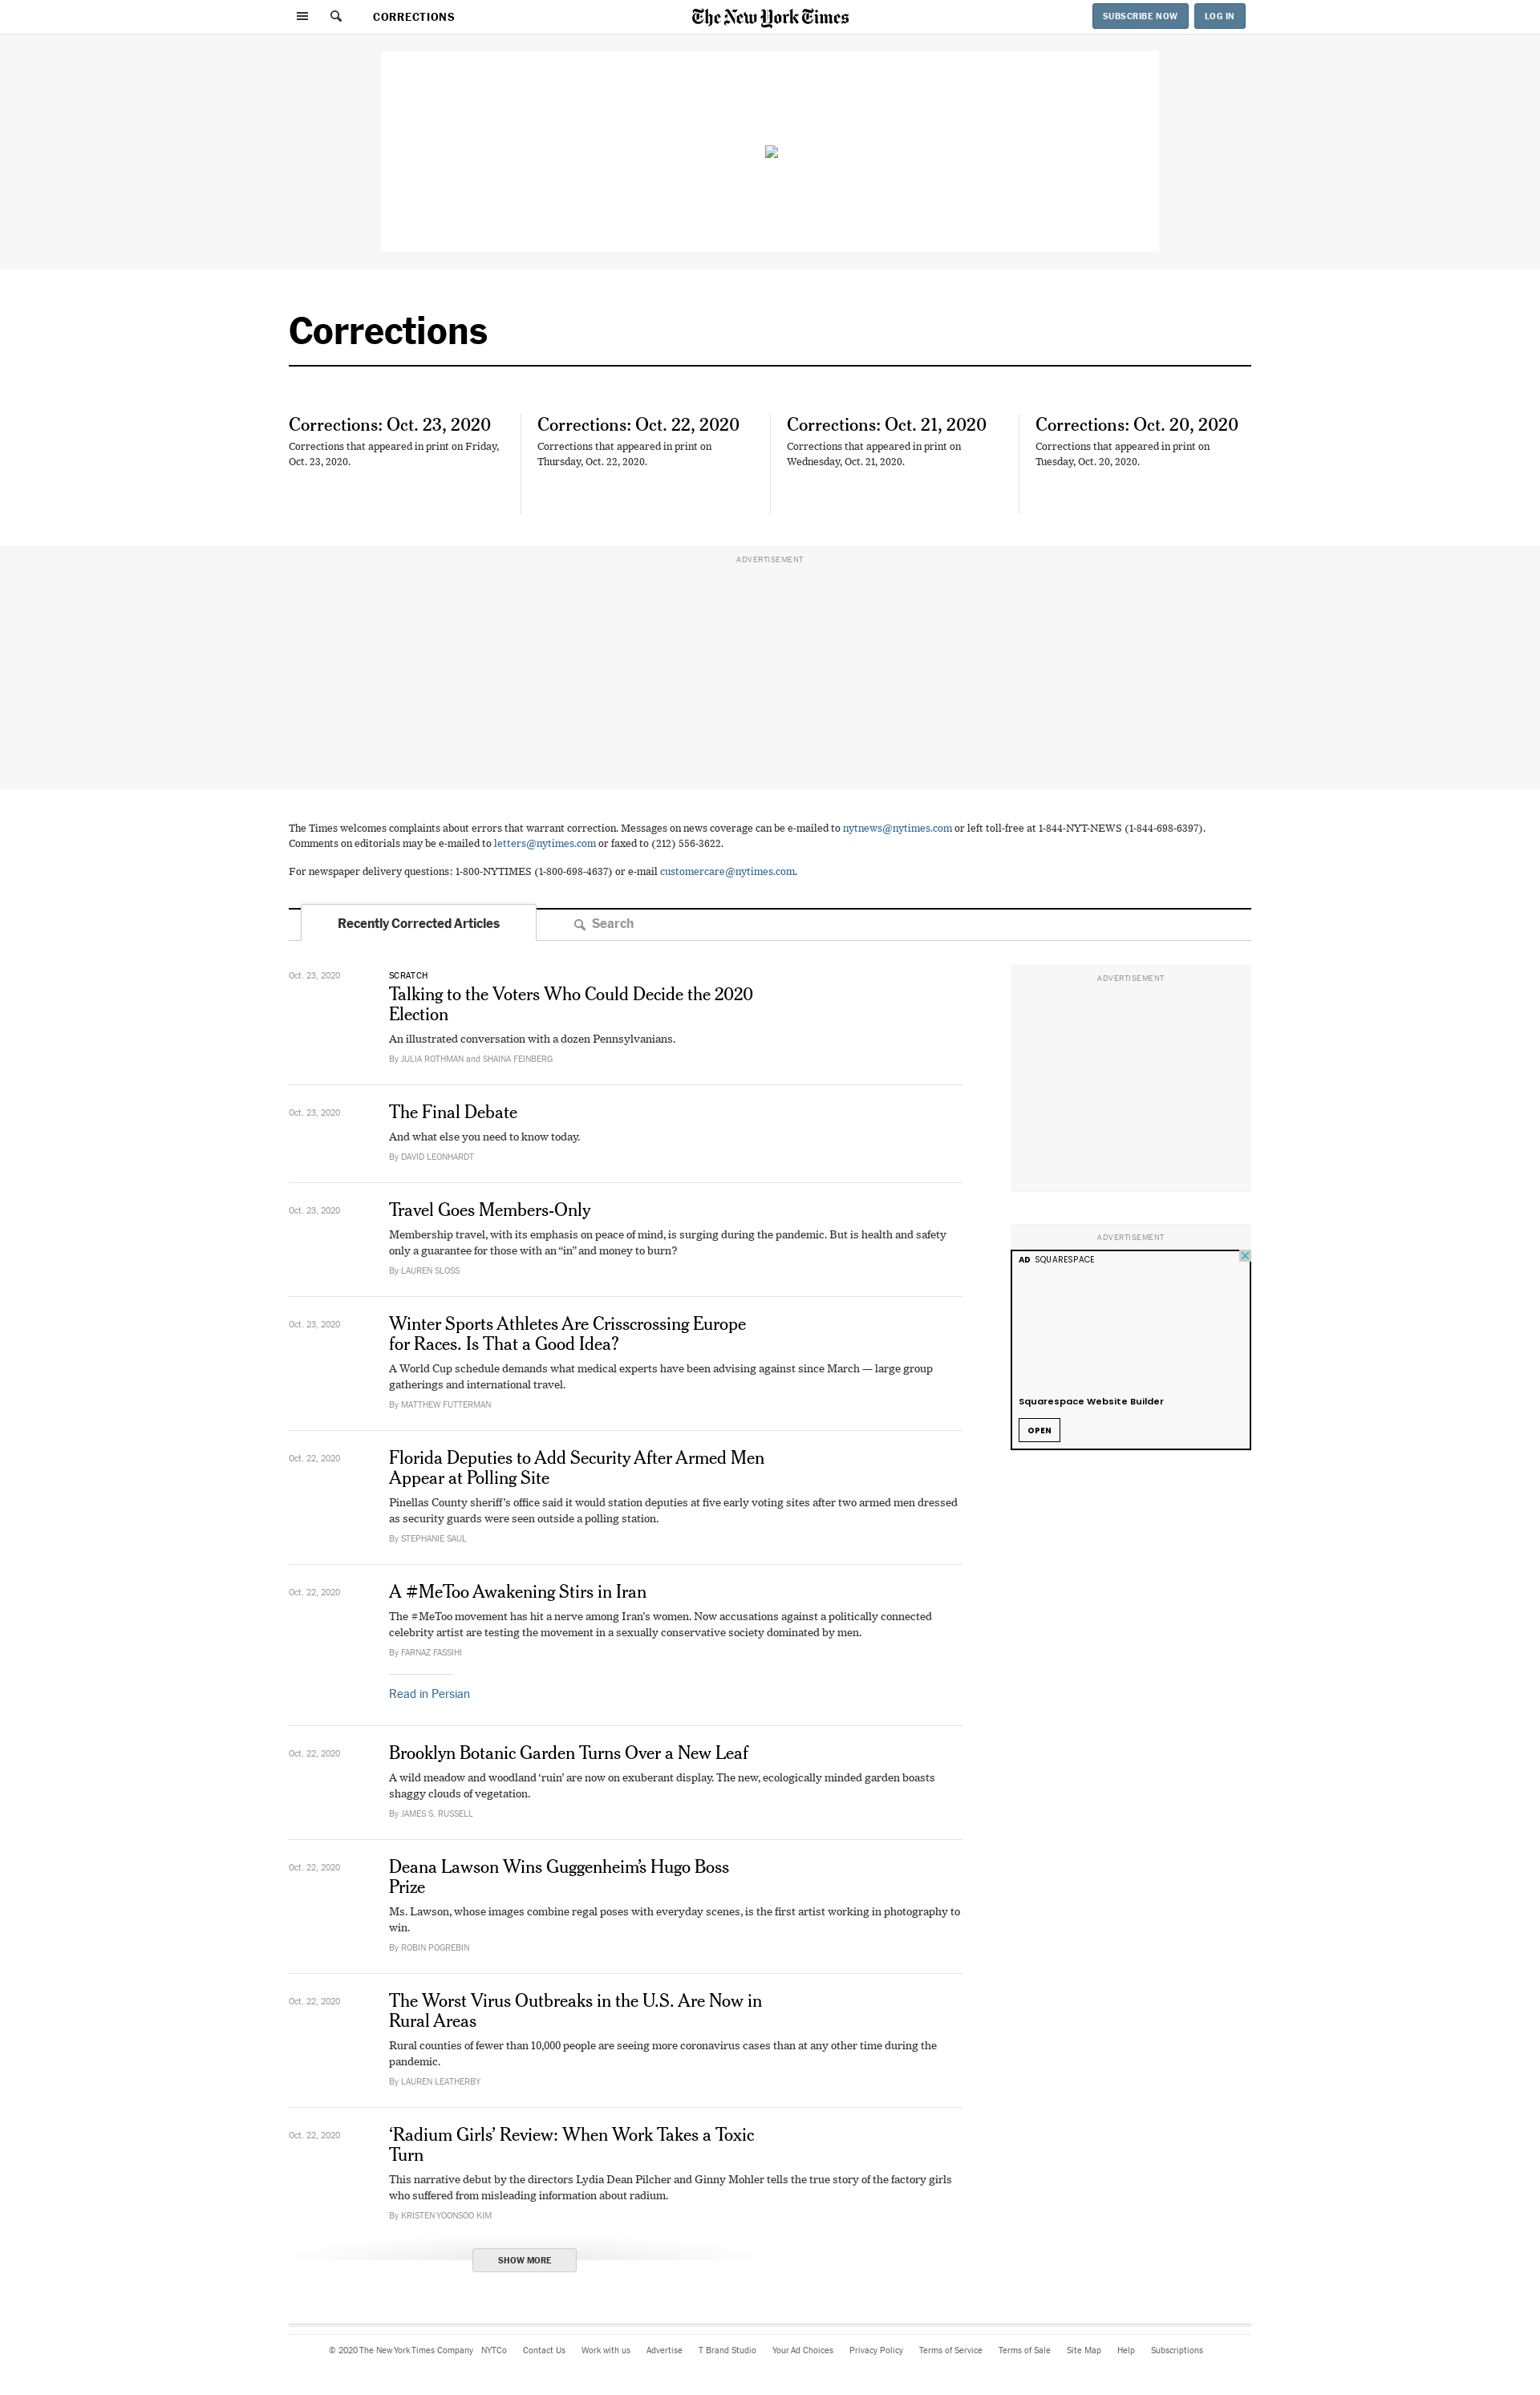 CORRECTIONS
The New York Times
SUBSCRIBE NOW
LOG IN
Corrections
Corrections: Oct. 23, 2020
Corrections that appeared in print on Friday,
Oct. 23, 2020.
Corrections: Oct. 22, 2020
Corrections that appeared in print on
Thursday, Oct. 22, 2020.
Corrections: Oct. 21, 2020
Corrections that appeared in print on
Wednesday, Oct. 21, 2020.
Corrections: Oct. 20, 2020
Corrections that appeared in print on
Tuesday, Oct. 20, 2020.
ADVERTISEMENT
The Times welcomes complaints about errors that warrant correction. Messages on news coverage can be e-mailed to nytnews@nytimes.com or left toll-free at 1-844-NYT-NEWS (1-844-698-6397).
Comments on editorials may be e-mailed to letters@nytimes.com or faxed to (212) 556-3622.
For newspaper delivery questions: 1-800-NYTIMES (1-800-698-4637) or e-mail customercare@nytimes.com.
Recently Corrected Articles
Search
Oct. 23, 2020
SCRATCH
Talking to the Voters Who Could Decide the 2020
Election
An illustrated conversation with a dozen Pennsylvanians.
By JULIA ROTHMAN and SHAINA FEINBERG
Oct. 23, 2020
The Final Debate
And what else you need to know today.
By DAVID LEONHARDT
Oct. 23, 2020
Travel Goes Members-Only
Membership travel, with its emphasis on peace of mind, is surging during the pandemic. But is health and safety
only a guarantee for those with an “in” and money to burn?
By LAUREN SLOSS
Oct. 23, 2020
Winter Sports Athletes Are Crisscrossing Europe
for Races. Is That a Good Idea?
A World Cup schedule demands what medical experts have been advising against since March — large group
gatherings and international travel.
By MATTHEW FUTTERMAN
Oct. 22, 2020
Florida Deputies to Add Security After Armed Men
Appear at Polling Site
Pinellas County sheriff’s office said it would station deputies at five early voting sites after two armed men dressed
as security guards were seen outside a polling station.
By STEPHANIE SAUL
Oct. 22, 2020
A #MeToo Awakening Stirs in Iran
The #MeToo movement has hit a nerve among Iran’s women. Now accusations against a politically connected
celebrity artist are testing the movement in a sexually conservative society dominated by men.
By FARNAZ FASSIHI
Read in Persian
Oct. 22, 2020
Brooklyn Botanic Garden Turns Over a New Leaf
A wild meadow and woodland ‘ruin’ are now on exuberant display. The new, ecologically minded garden boasts
shaggy clouds of vegetation.
By JAMES S. RUSSELL
Oct. 22, 2020
Deana Lawson Wins Guggenheim’s Hugo Boss
Prize
Ms. Lawson, whose images combine regal poses with everyday scenes, is the first artist working in photography to
win.
By ROBIN POGREBIN
Oct. 22, 2020
The Worst Virus Outbreaks in the U.S. Are Now in
Rural Areas
Rural counties of fewer than 10,000 people are seeing more coronavirus cases than at any other time during the
pandemic.
By LAUREN LEATHERBY
Oct. 22, 2020
‘Radium Girls’ Review: When Work Takes a Toxic
Turn
This narrative debut by the directors Lydia Dean Pilcher and Ginny Mohler tells the true story of the factory girls
who suffered from misleading information about radium.
By KRISTEN YOONSOO KIM
SHOW MORE
ADVERTISEMENT
ADVERTISEMENT
AD SQUARESPACE
Squarespace Website Builder
OPEN
© 2020 The New York Times Company NYTCo Contact Us Work with us Advertise T Brand Studio Your Ad Choices Privacy Policy Terms of Service Terms of Sale Site Map Help Subscriptions